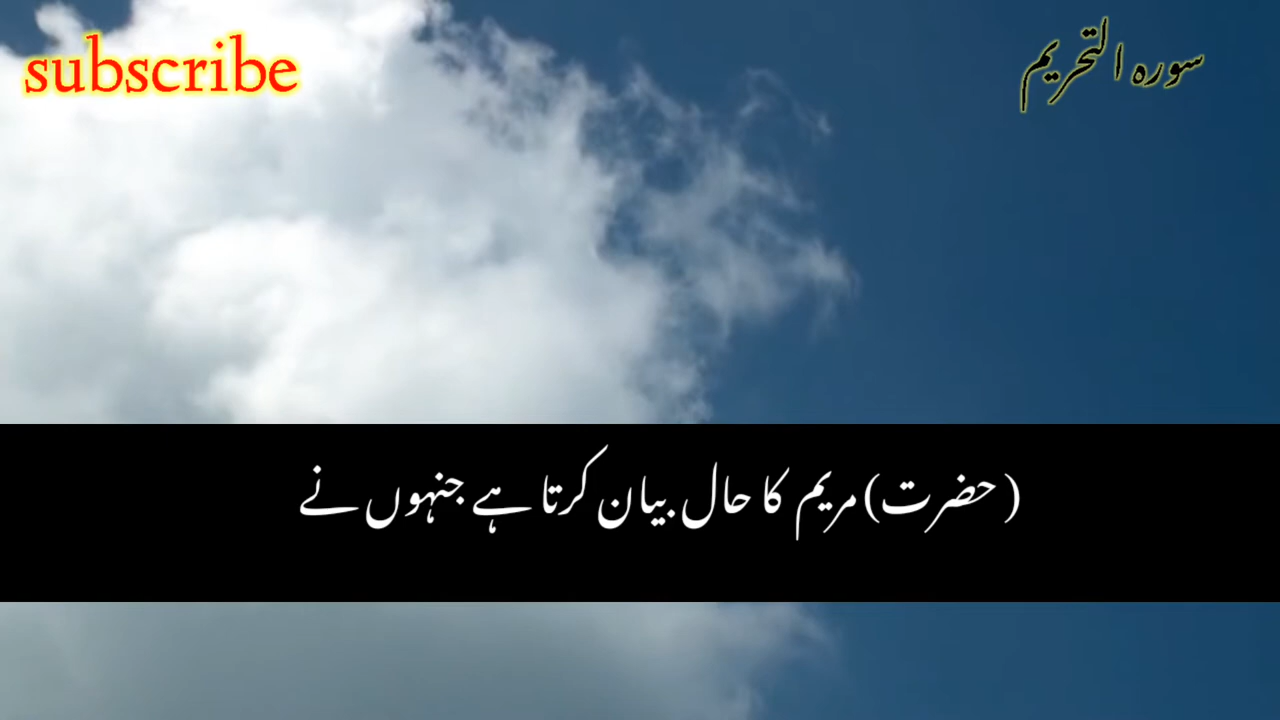 subscribe
سورہ التحریم
(حضرت) مریم کا حال بیان کرتا ہے جنہوں نے